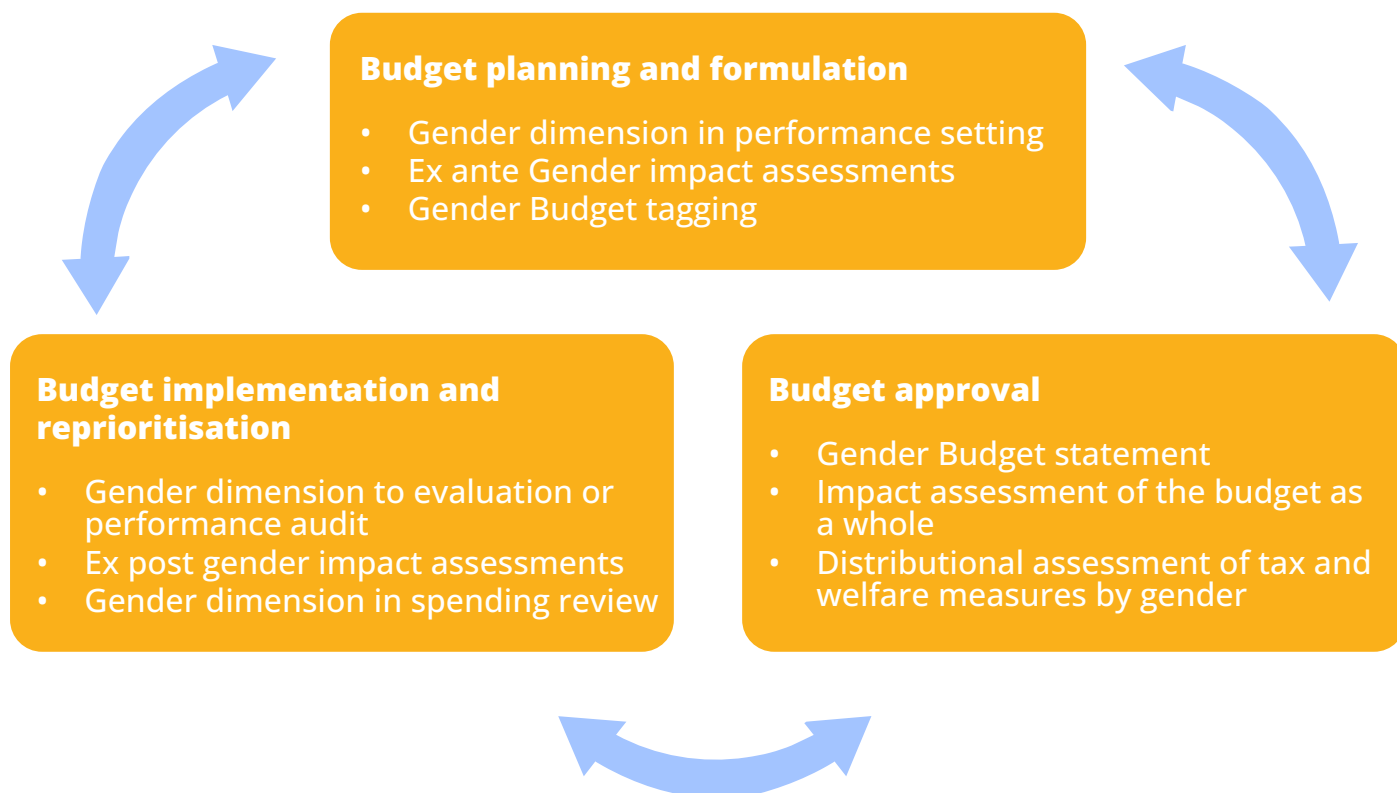 Budget planning and formulation
• Gender dimension in performance setting
• Ex ante Gender impact assessments
• Gender Budget tagging
Budget implementation and
reprioritisation
• Gender dimension to evaluation or
performance audit
• Ex post gender impact assessments
• Gender dimension in spending review
Budget approval
• Gender Budget statement
• Impact assessment of the budget as
a whole
• Distributional assessment of tax and
welfare measures by gender